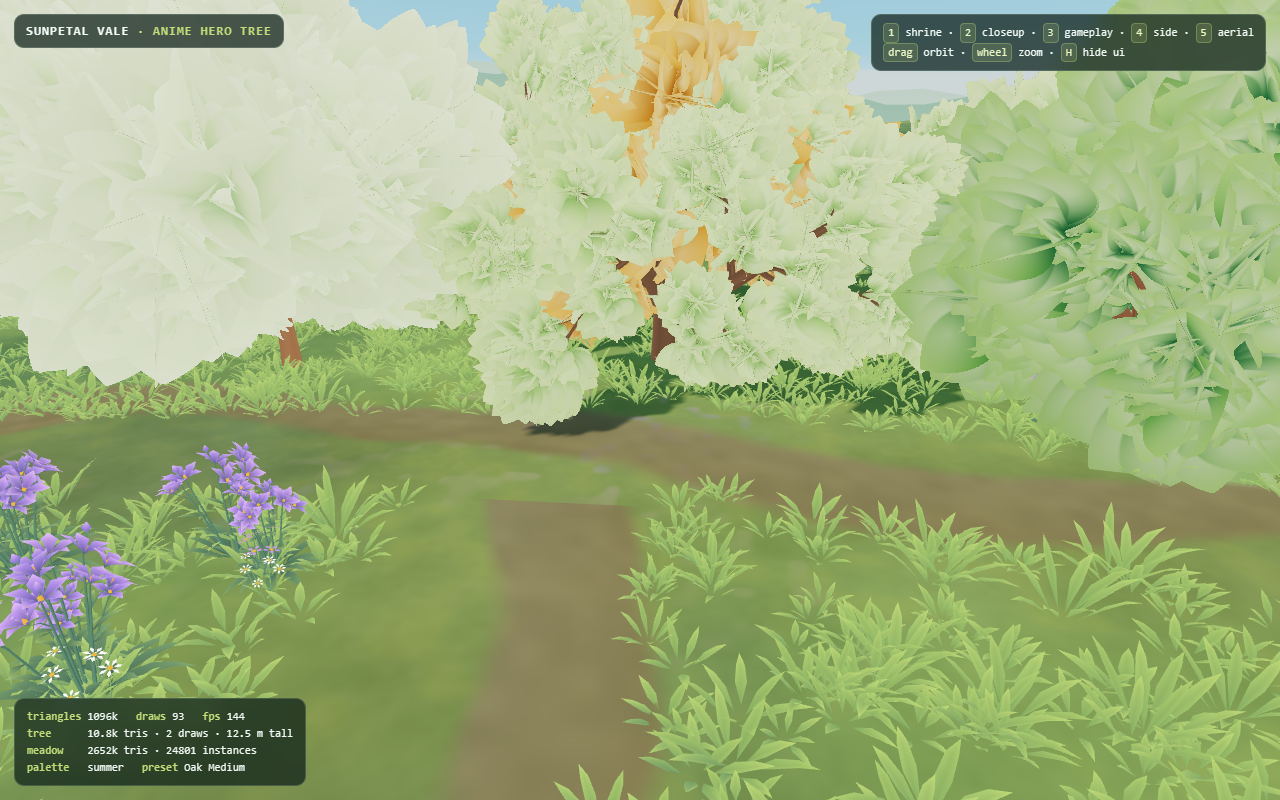 SUNPETAL VALE · ANIME HERO TREE
1 shrine · 2 closeup · 3 gameplay · 4 side · 5 aerial
drag orbit · wheel zoom · H hide ui
triangles 1096k draws 93 fps 144
tree 10.8k tris · 2 draws · 12.5 m tall
meadow 2652k tris · 24801 instances
palette summer preset Oak Medium